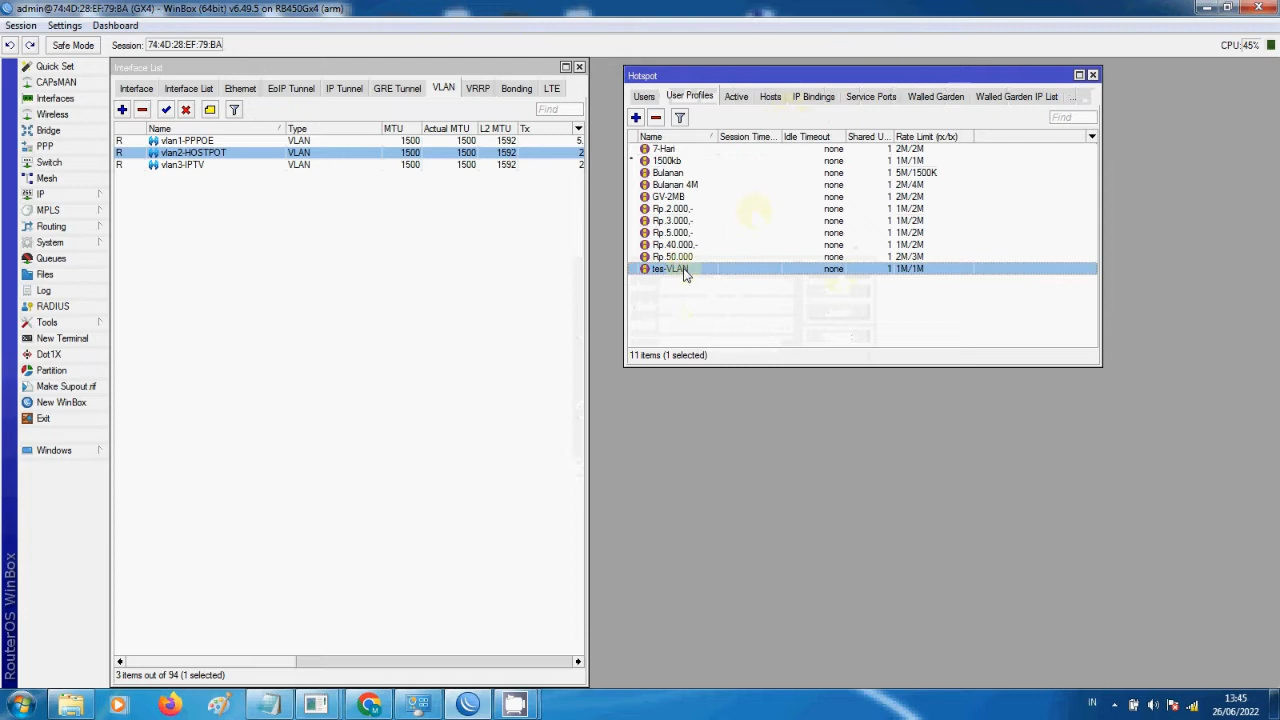 admin@74:4D:28:EF:79:BA (GX4) - WinBox (64bit) v6.49.5 on RB450Gx4 (arm)
Session Settings Dashboard
Safe Mode Session: 74:4D:28:EF:79:BA CPU:45%
Quick Set
CAPsMAN
Interfaces
Wireless
Bridge
PPP
Switch
Mesh
IP
MPLS
Routing
System
Queues
Files
Log
RADIUS
Tools
New Terminal
Dot1X
Partition
Make Supout.rif
New WinBox
Exit
Windows
RouterOS WinBox
Interface List
Interface Interface List Ethernet EoIP Tunnel IP Tunnel GRE Tunnel VLAN VRRP Bonding LTE
Find
Name Type MTU Actual MTU L2 MTU Tx
R vlan1-PPPOE VLAN 1500 1500 1592 5.
R vlan2-HOSTPOT VLAN 1500 1500 1592 2
R vlan3-IPTV VLAN 1500 1500 1592 2
3 items out of 94 (1 selected)
Hotspot
Users User Profiles Active Hosts IP Bindings Service Ports Walled Garden Walled Garden IP List ...
Find
Name Session Time... Idle Timeout Shared U... Rate Limit (rx/tx)
7-Hari none 1 2M/2M
* 1500kb none 1 1M/1M
Bulanan none 1 5M/1500K
Bulanan 4M none 1 2M/4M
GV-2MB none 1 2M/2M
Rp.2.000,- none 1 1M/2M
Rp.3.000,- none 1 1M/2M
Rp.5.000,- none 1 1M/2M
Rp.40.000,- none 1 1M/2M
Rp.50.000 none 1 2M/3M
tes-VLAN none 1 1M/1M
11 items (1 selected)
IN
13:45
26/06/2022